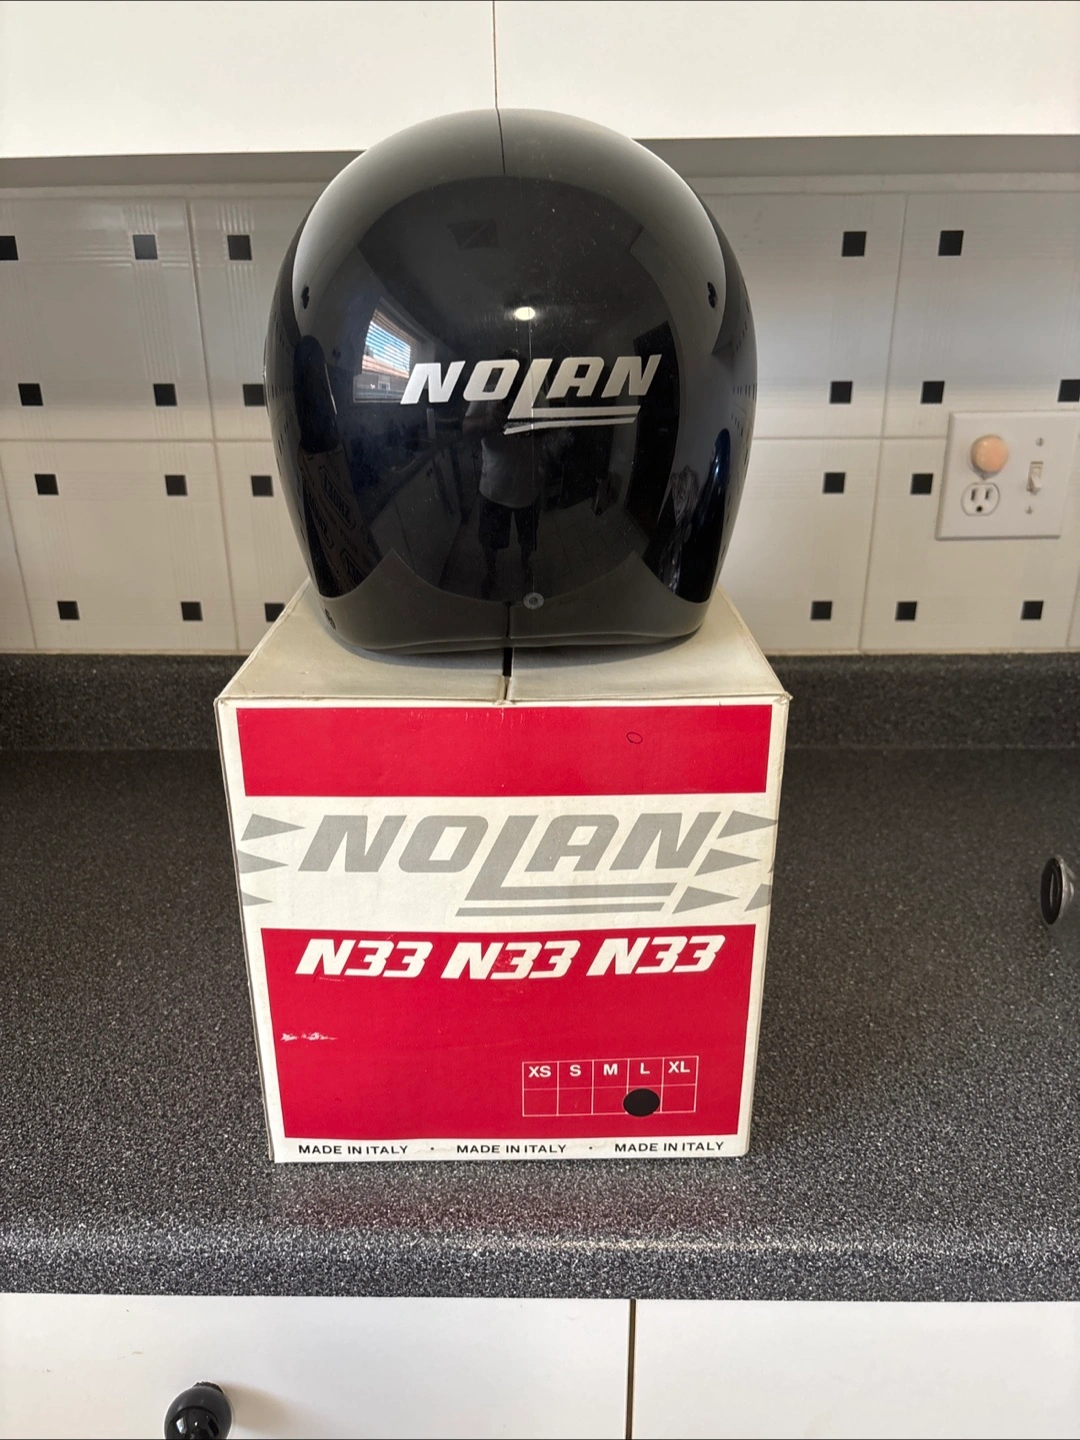 NOLAN
NOLAN
N33 N33 N33
XS S M L XL
MADE IN ITALY · MADE IN ITALY · MADE IN ITALY